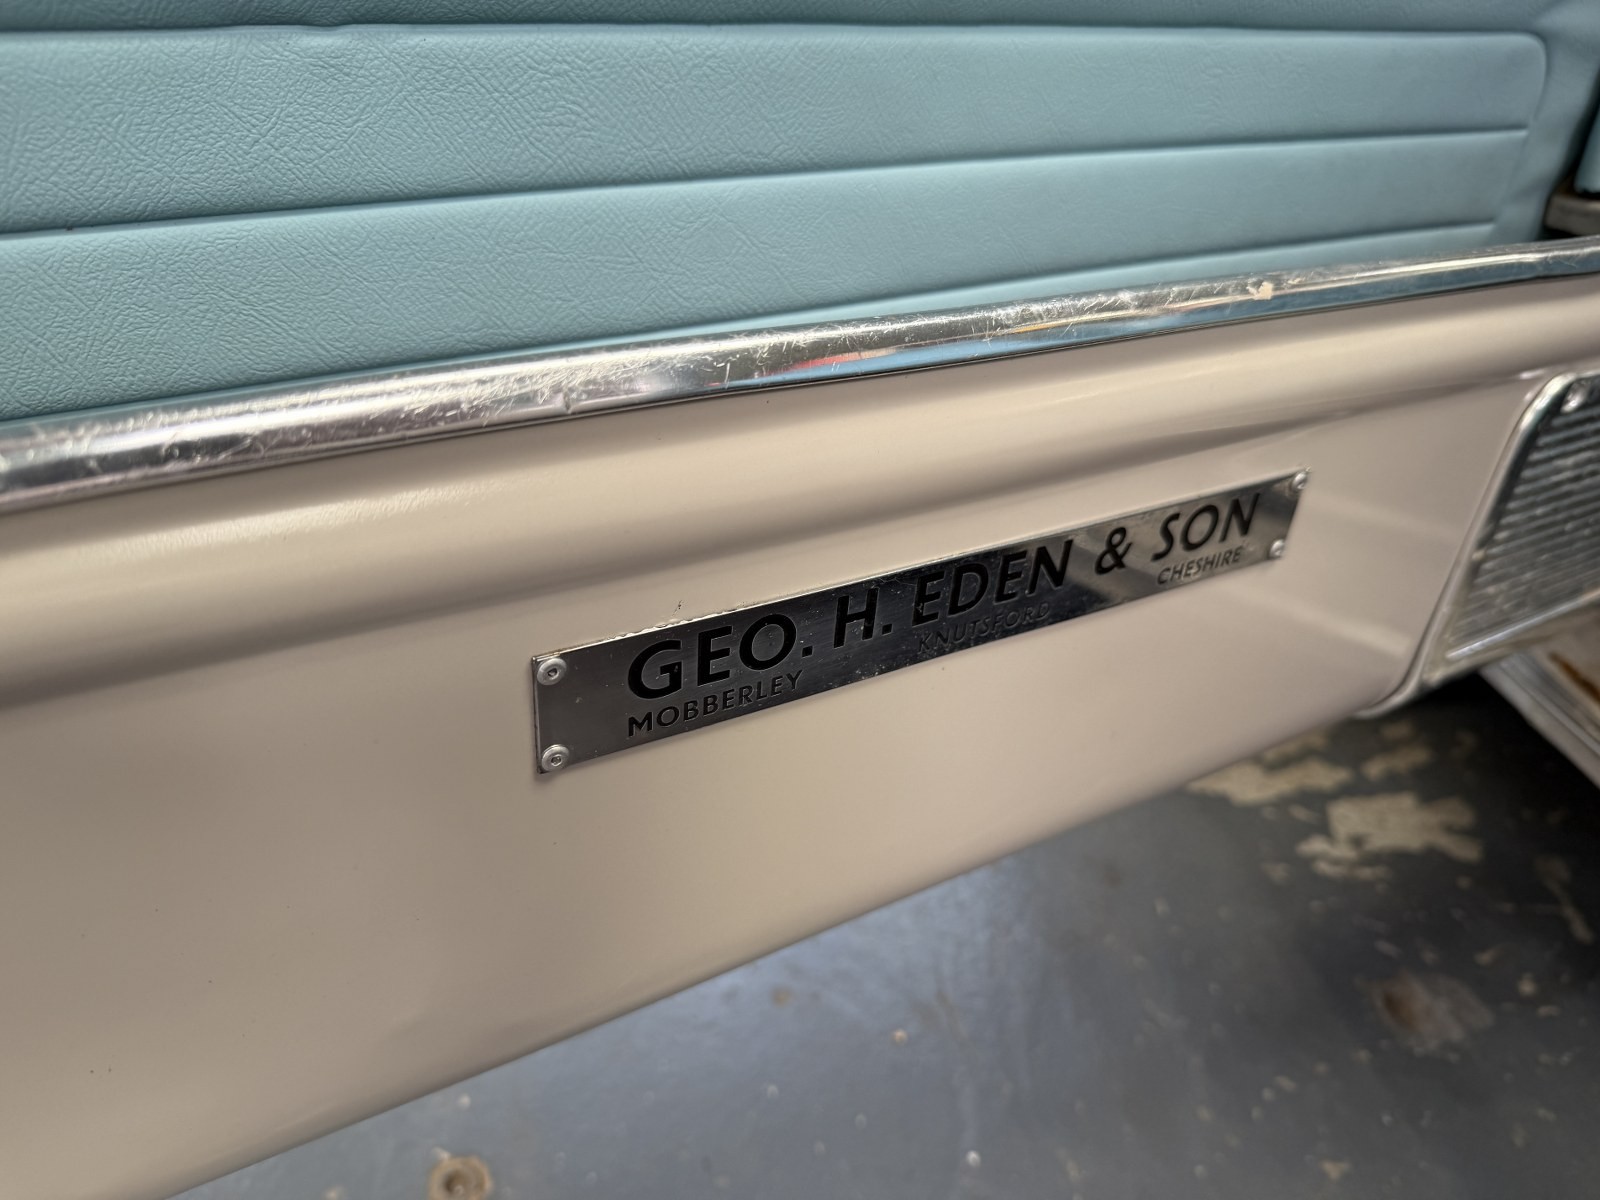 GEO. H. EDEN & SON
MOBBERLEY KNUTSFORD CHESHIRE